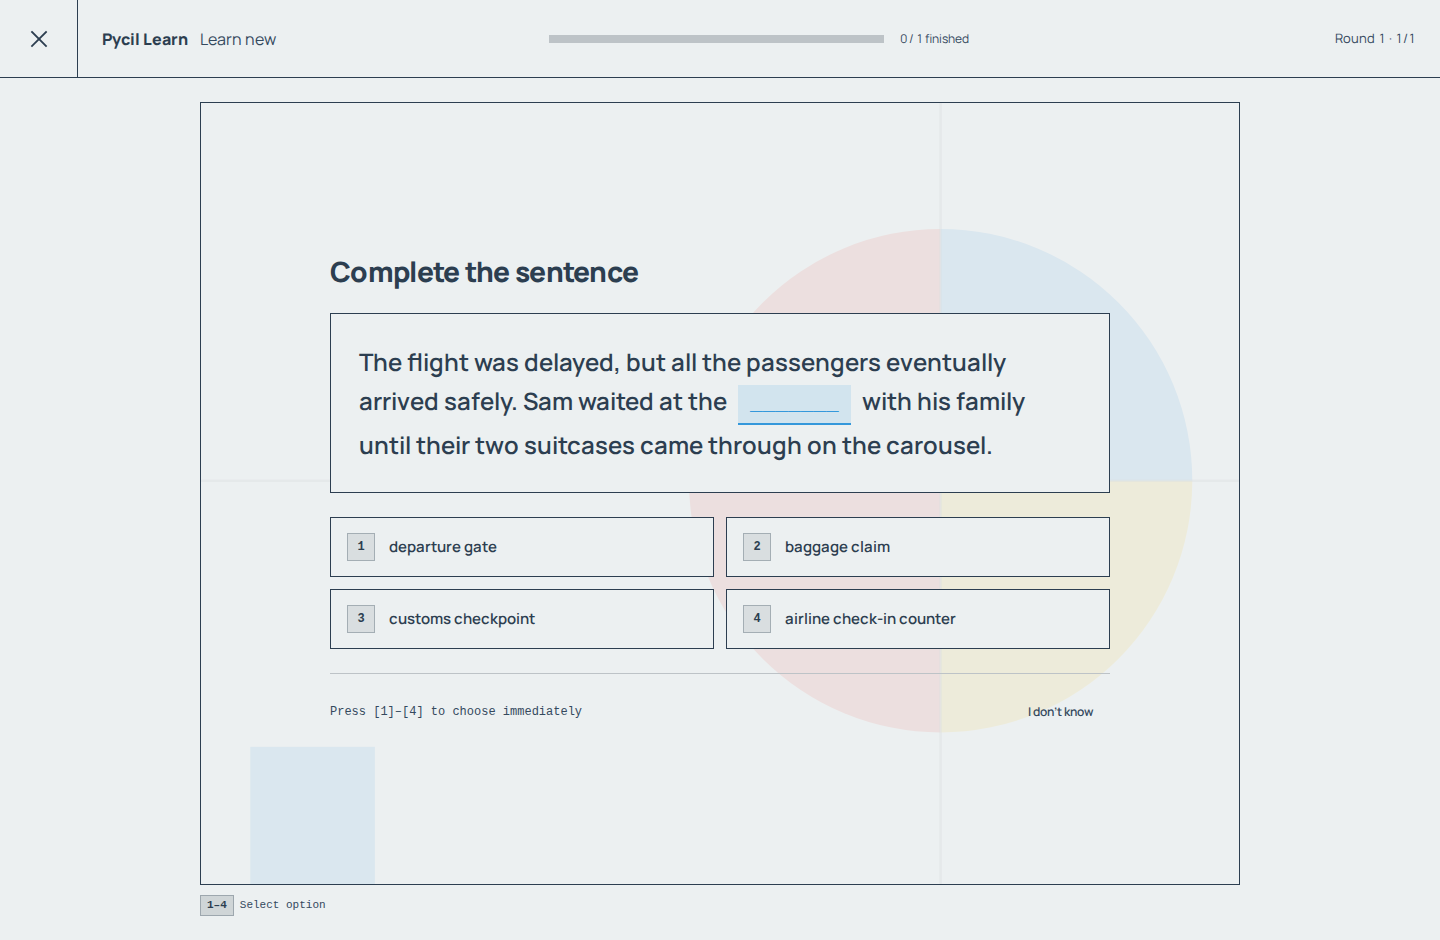 Pycil Learn Learn new
0 / 1 finished
Round 1 · 1/1
Complete the sentence
The flight was delayed, but all the passengers eventually
arrived safely. Sam waited at the ________ with his family
until their two suitcases came through on the carousel.
1 departure gate
2 baggage claim
3 customs checkpoint
4 airline check-in counter
Press [1]–[4] to choose immediately
I don't know
1–4 Select option